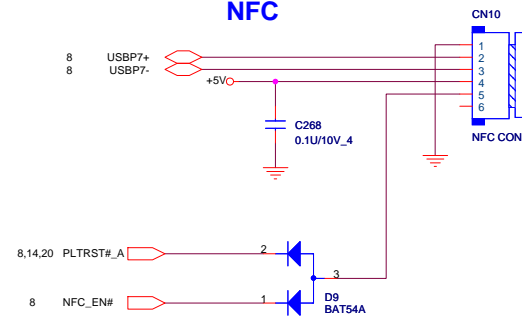 NFC
CN10
8 USBP7+
8 USBP7-
+5V
1
2
3
4
5
6
C268
0.1U/10V_4
NFC CON
8,14,20 PLTRST#_A
2
3
8 NFC_EN#
1
D9
BAT54A